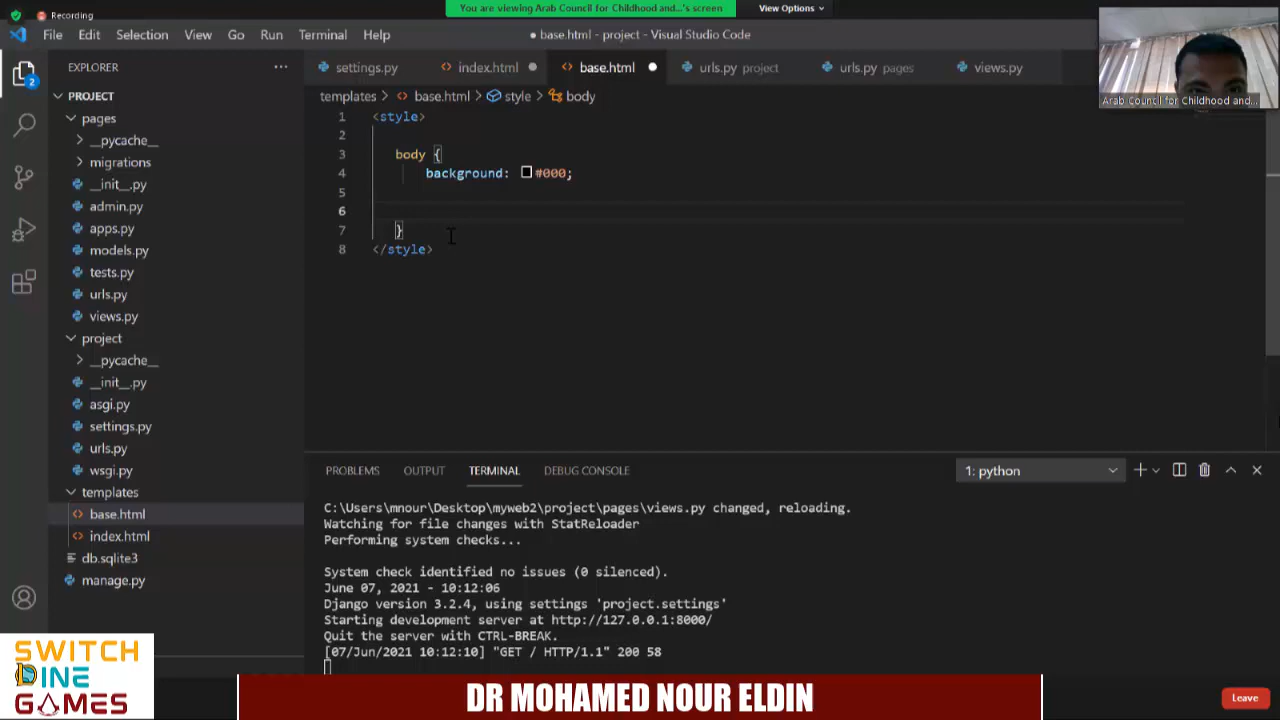 Recording
You are viewing Arab Council for Childhood and...'s screen
View Options
File Edit Selection View Go Run Terminal Help
base.html - project - Visual Studio Code
Arab Council for Childhood and...
EXPLORER
settings.py
index.html
base.html
urls.py project
urls.py pages
views.py
templates > base.html > style > body
2
PROJECT
pages
__pycache__
migrations
__init__.py
admin.py
apps.py
models.py
tests.py
urls.py
views.py
project
__pycache__
__init__.py
asgi.py
settings.py
urls.py
wsgi.py
templates
base.html
index.html
db.sqlite3
manage.py
1 <style>
2
3 body {
4 background: #000;
5
6
7 }
8 </style>
PROBLEMS OUTPUT TERMINAL DEBUG CONSOLE
1: python
C:\Users\mnour\Desktop\myweb2\project\pages\views.py changed, reloading.
Watching for file changes with StatReloader
Performing system checks...
System check identified no issues (0 silenced).
June 07, 2021 - 10:12:06
Django version 3.2.4, using settings 'project.settings'
Starting development server at http://127.0.0.1:8000/
Quit the server with CTRL-BREAK.
[07/Jun/2021 10:12:10] "GET / HTTP/1.1" 200 58
SWITCH
DINE
GAMES
DR MOHAMED NOUR ELDIN
Leave